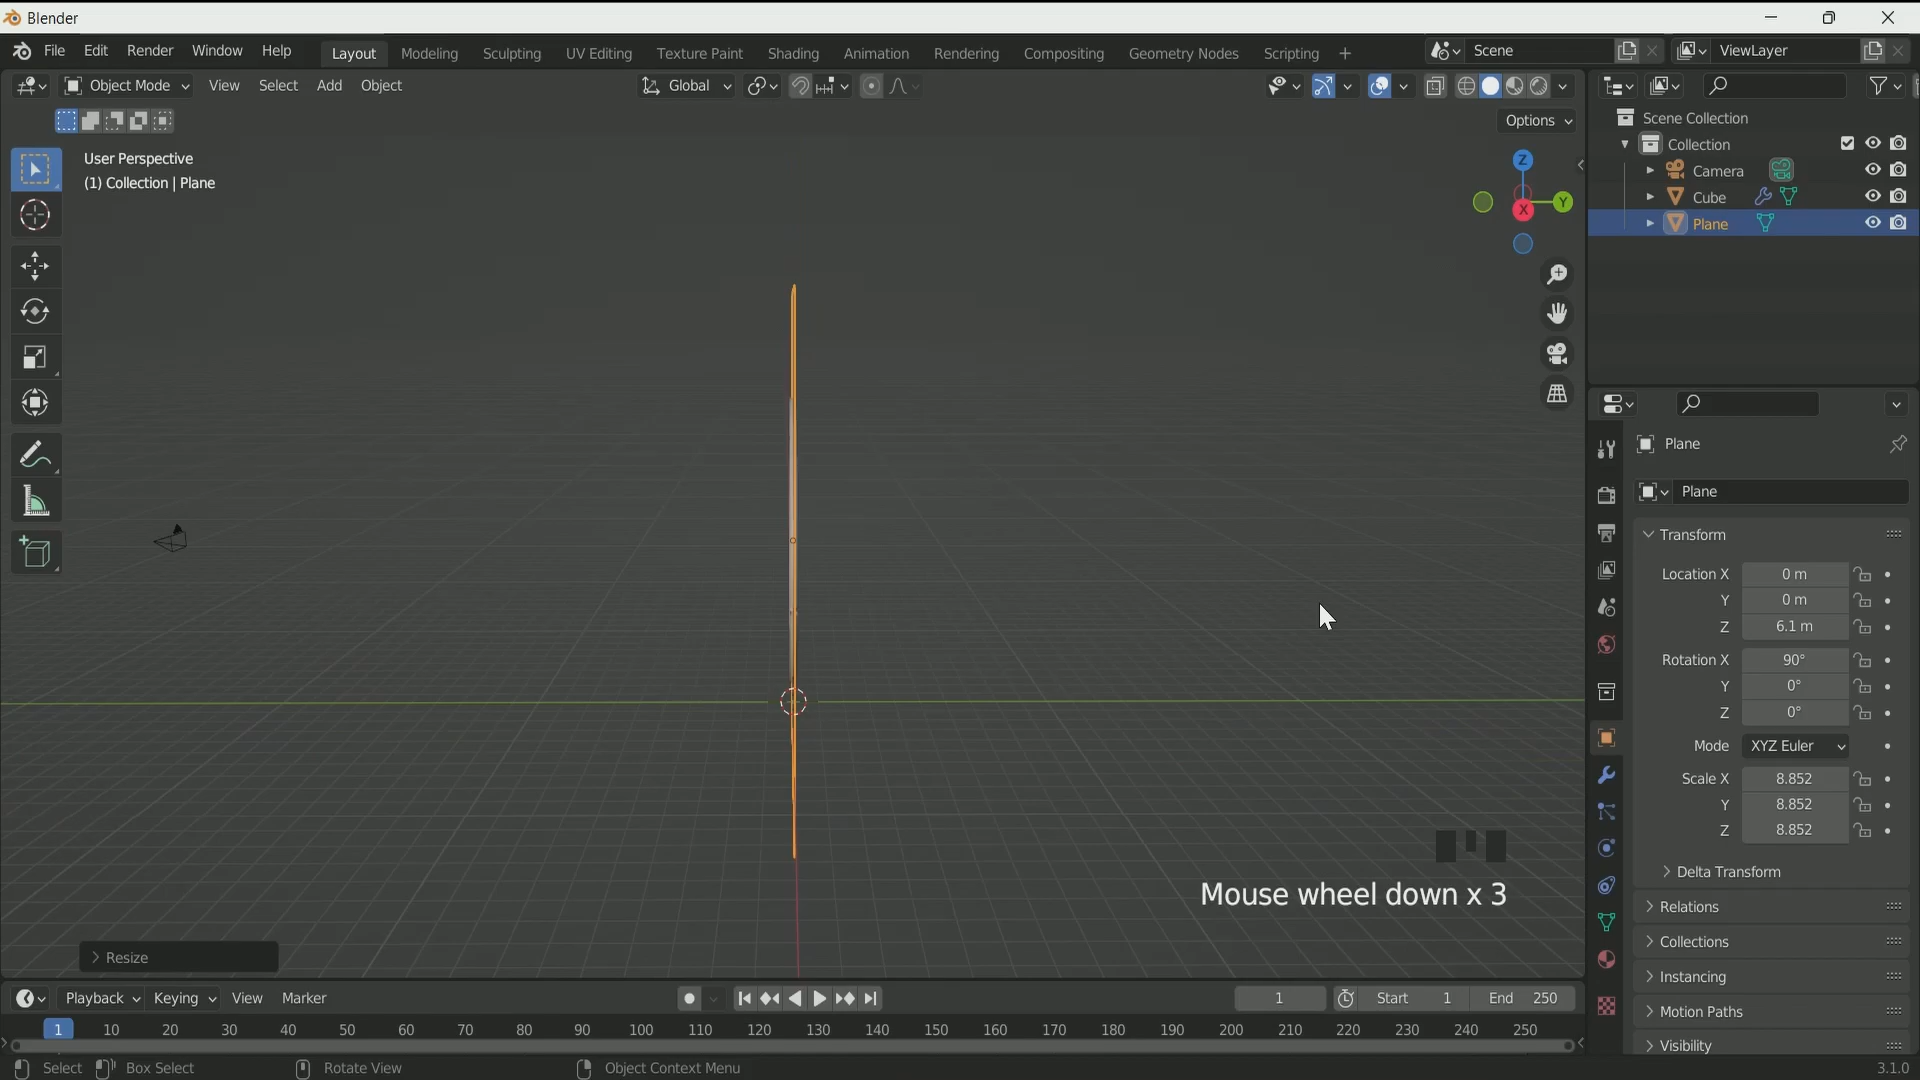 Blender
File Edit Render Window Help Layout Modeling Sculpting UV Editing Texture Paint Shading Animation Rendering Compositing Geometry Nodes Scripting + Scene ViewLayer
Object Mode View Select Add Object Global
Options
User Perspective
(1) Collection | Plane
Z
Y
X
Scene Collection
Collection
Camera
Cube
Plane
Plane
Plane
Transform
Location X 0 m
Y 0 m
Z 6.1 m
Rotation X 90°
Y 0°
Z 0°
Mode XYZ Euler
Scale X 8.852
Y 8.852
Z 8.852
Delta Transform
Relations
Collections
Instancing
Motion Paths
Visibility
Mouse wheel down x 3
Resize
Playback Keying View Marker 1 Start 1 End 250
1 10 20 30 40 50 60 70 80 90 100 110 120 130 140 150 160 170 180 190 200 210 220 230 240 250
Select Box Select Rotate View Object Context Menu 3.1.0